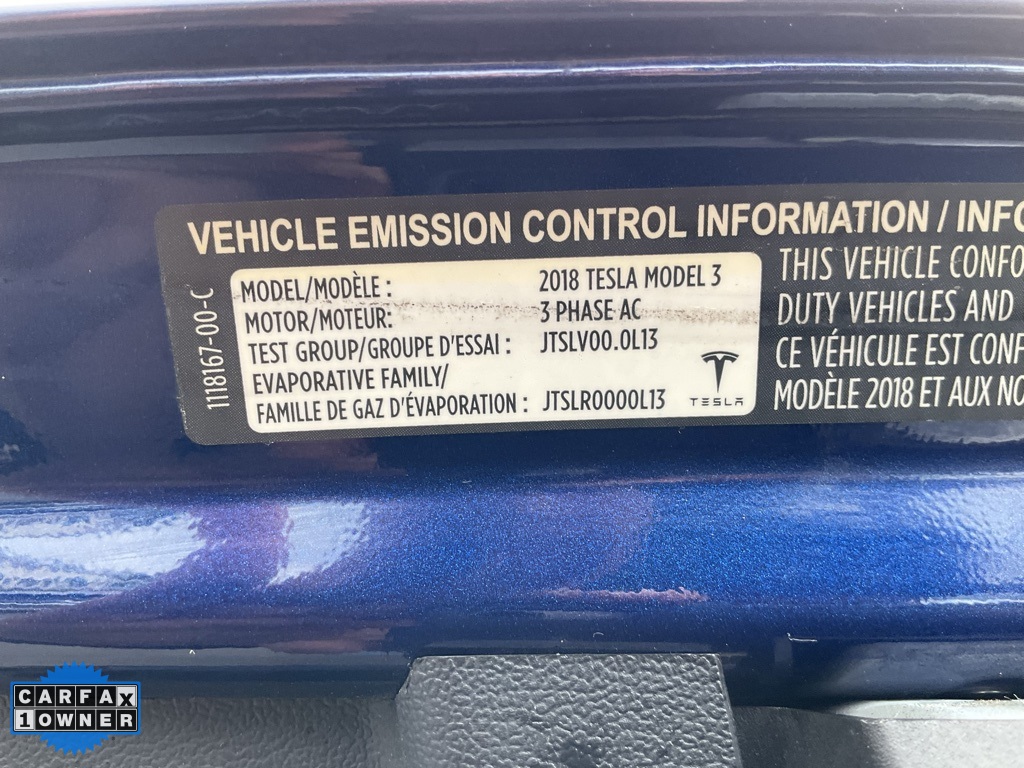 VEHICLE EMISSION CONTROL INFORMATION / INFO
1118167-00-C
MODEL/MODÈLE : 2018 TESLA MODEL 3
MOTOR/MOTEUR: 3 PHASE AC
TEST GROUP/GROUPE D'ESSAI : JTSLV00.0L13
EVAPORATIVE FAMILY/
FAMILLE DE GAZ D'ÉVAPORATION : JTSLR0000L13
TESLA
THIS VEHICLE CONFO
DUTY VEHICLES AND
CE VÉHICULE EST CONF
MODÈLE 2018 ET AUX NO
CARFAX
1 OWNER